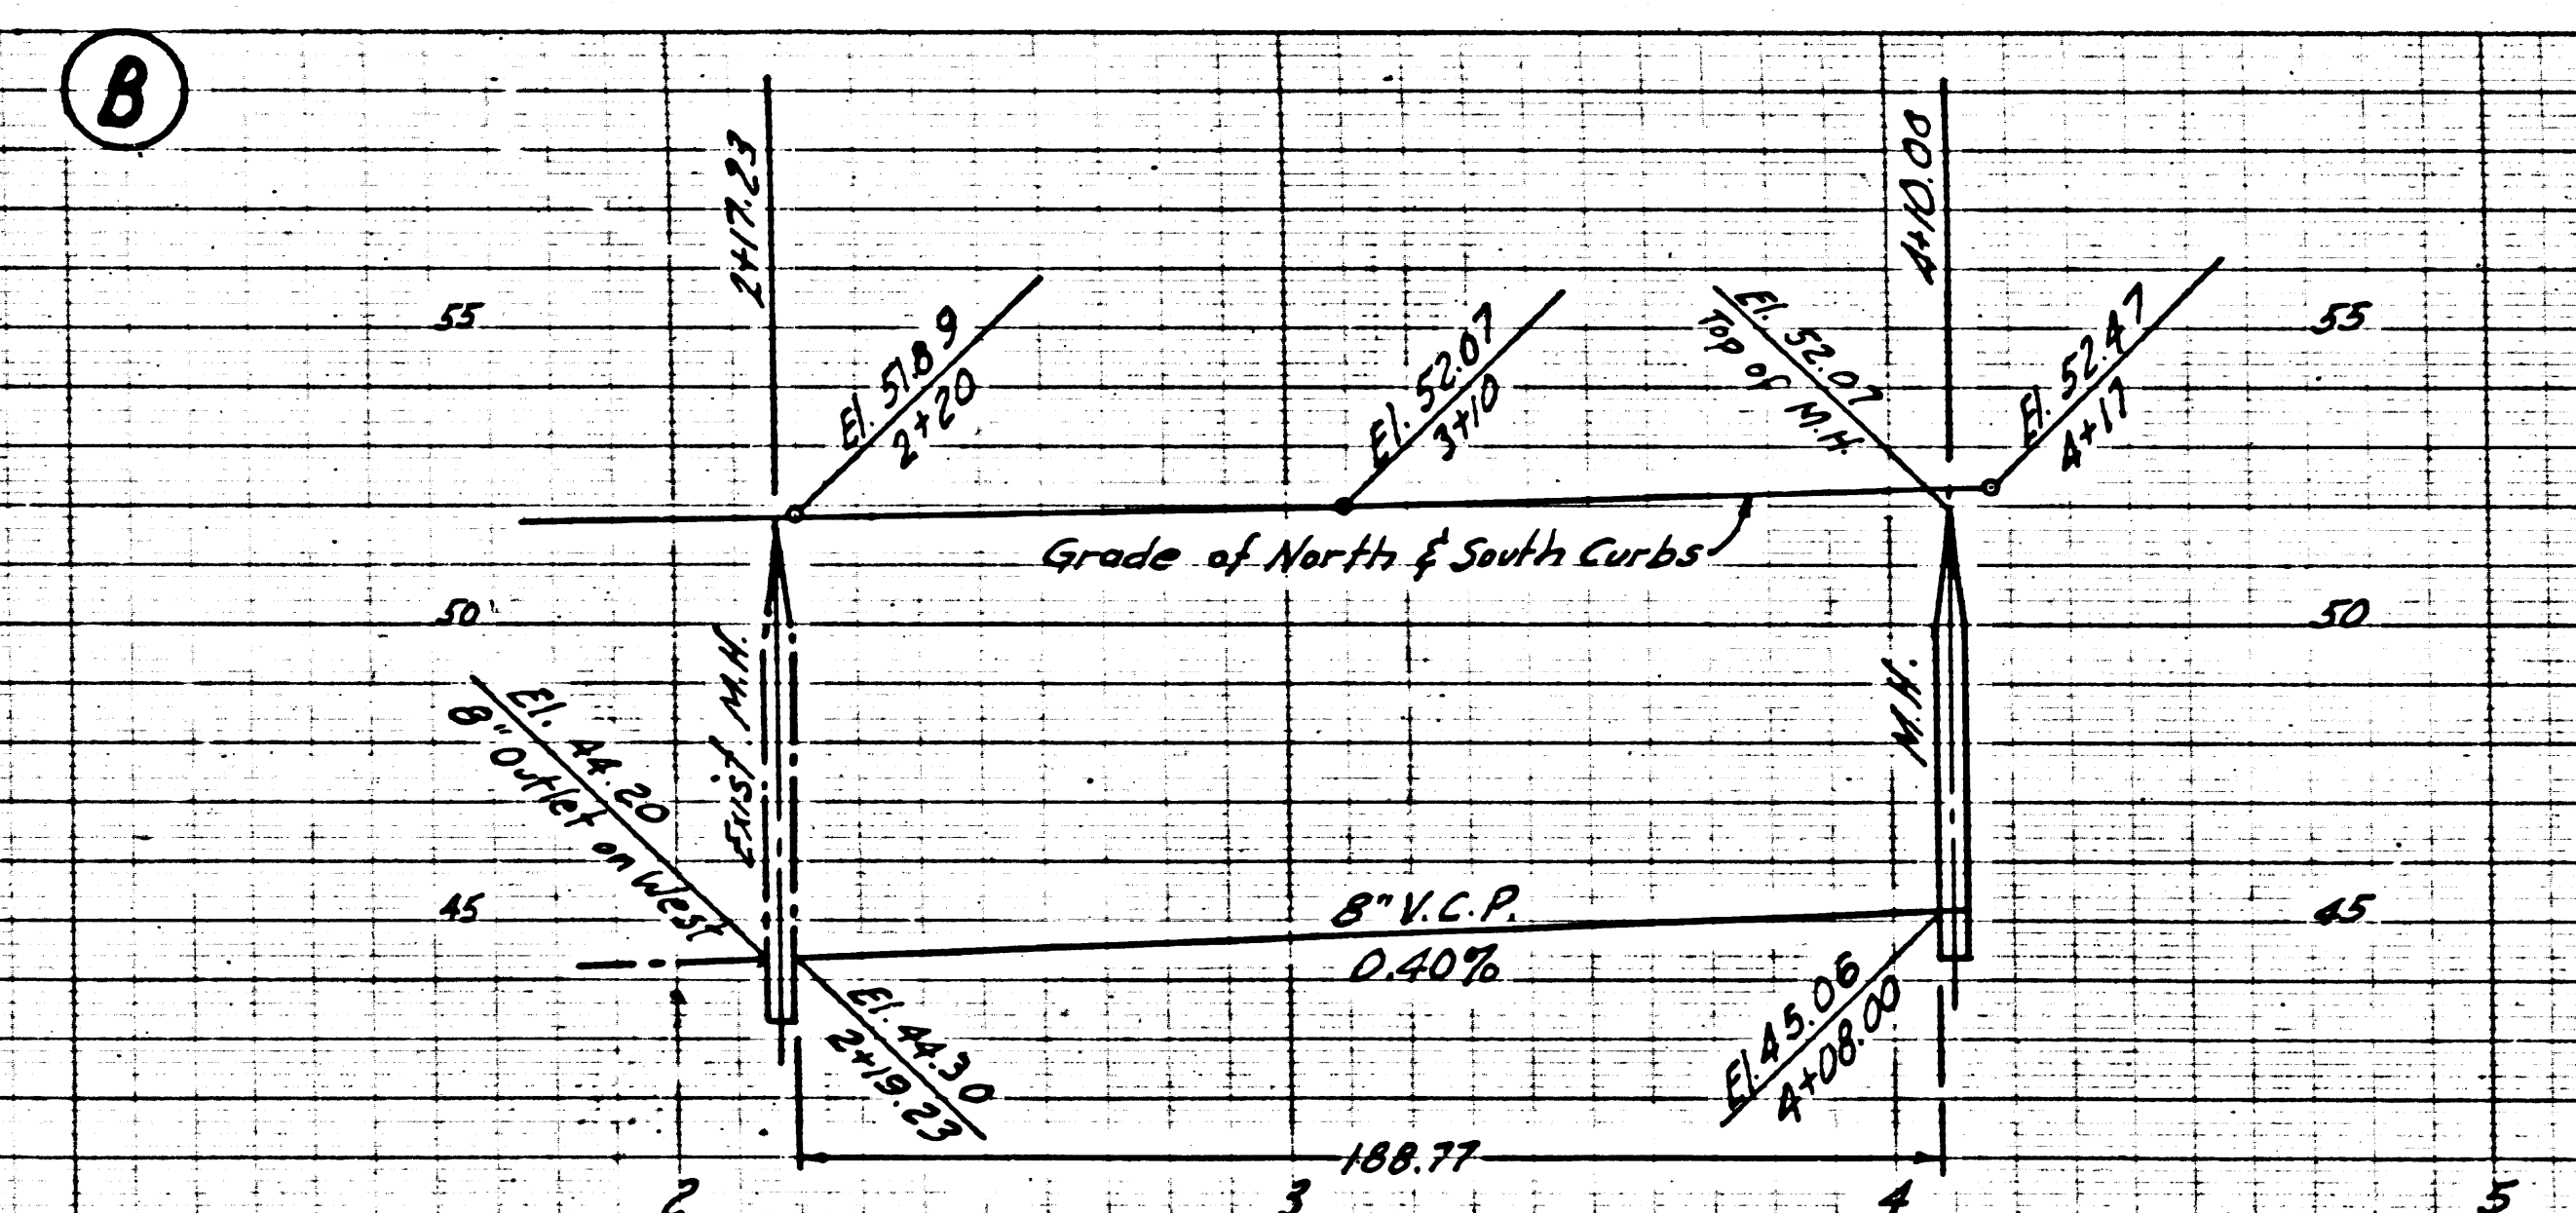 B
2+17.23
4+10.00
55
El. 51.89
2+20
El. 52.07
3+10
El. 52.07
Top of M.H.
El. 52.47
4+17
55
Grade of North & South Curbs
50
Exist. M.H.
M.H.
50
El. 44.20
8" Outlet on West
45
8" V.C.P.
0.40%
45
El. 44.30
2+19.23
El. 45.06
4+08.00
188.77
2
3
4
5